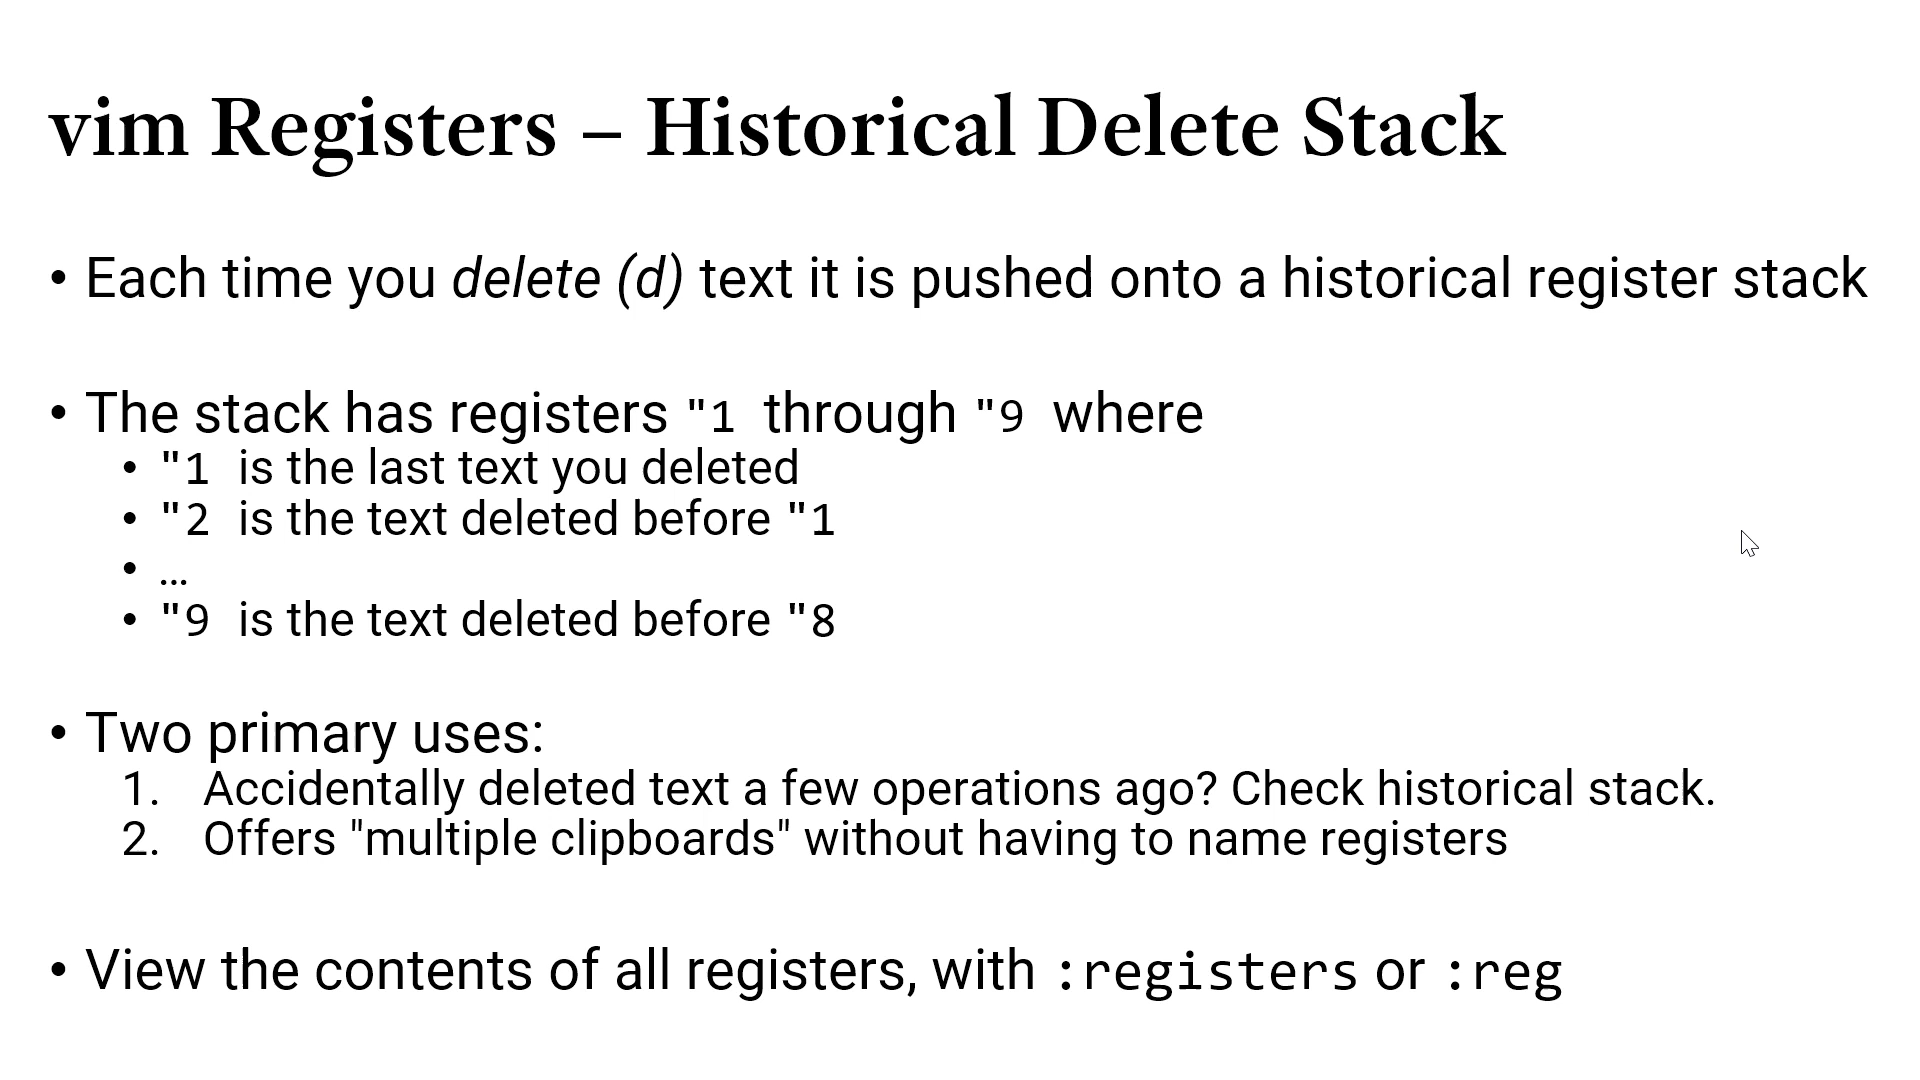 vim Registers – Historical Delete Stack
• Each time you delete (d) text it is pushed onto a historical register stack
• The stack has registers "1 through "9 where
• "1 is the last text you deleted
• "2 is the text deleted before "1
• …
• "9 is the text deleted before "8
• Two primary uses:
1. Accidentally deleted text a few operations ago? Check historical stack.
2. Offers "multiple clipboards" without having to name registers
• View the contents of all registers, with :registers or :reg